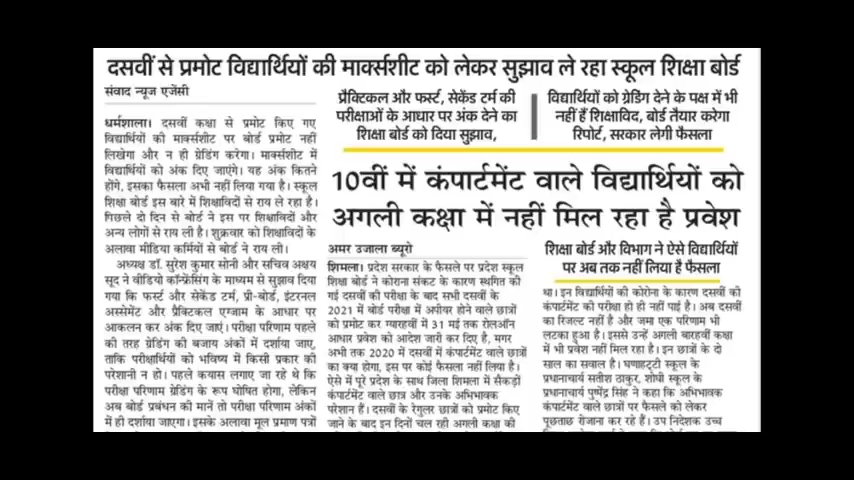 दसवीं से प्रमोट विद्यार्थियों की मार्क्सशीट को लेकर सुझाव ले रहा स्कूल शिक्षा बोर्ड
संवाद न्यूज एजेंसी
धर्मशाला। दसवीं कक्षा से प्रमोट किए गए
विद्यार्थियों की मार्क्सशीट पर बोर्ड प्रमोट नहीं
लिखेगा और न ही ग्रेडिंग करेगा। मार्क्सशीट में
विद्यार्थियों को अंक दिए जाएंगे। यह अंक कितने
होंगे, इसका फैसला अभी नहीं लिया गया है। स्कूल
शिक्षा बोर्ड इस बारे में शिक्षाविदों से राय ले रहा है।
पिछले दो दिन से बोर्ड ने इस पर शिक्षाविदों और
अन्य लोगों से राय ली है। शुक्रवार को शिक्षाविदों के
अलावा मीडिया कर्मियों से बोर्ड ने राय ली।
अध्यक्ष डॉ. सुरेश कुमार सोनी और सचिव अक्षय
सूद ने वीडियो कॉन्फ्रेंसिंग के माध्यम से सुझाव दिया
गया कि फर्स्ट और सेकेंड टर्म, प्री-बोर्ड, इंटरनल
असेस्मेंट और प्रैक्टिकल एग्जाम के आधार पर
आकलन कर अंक दिए जाएं। परीक्षा परिणाम पहले
की तरह ग्रेडिंग की बजाय अंकों में दर्शाया जाए,
ताकि परीक्षार्थियों को भविष्य में किसी प्रकार की
परेशानी न हो। पहले कयास लगाए जा रहे थे कि
परीक्षा परिणाम ग्रेडिंग के रूप घोषित होगा, लेकिन
अब बोर्ड प्रबंधन की मानें तो परीक्षा परिणाम अंकों
में ही दर्शाया जाएगा। इसके अलावा मूल प्रमाण पत्रों
प्रैक्टिकल और फर्स्ट, सेकेंड टर्म की
परीक्षाओं के आधार पर अंक देने का
शिक्षा बोर्ड को दिया सुझाव,
विद्यार्थियों को ग्रेडिंग देने के पक्ष में भी
नहीं हैं शिक्षाविद, बोर्ड तैयार करेगा
रिपोर्ट, सरकार लेगी फैसला
10वीं में कंपार्टमेंट वाले विद्यार्थियों को
अगली कक्षा में नहीं मिल रहा है प्रवेश
अमर उजाला ब्यूरो
शिमला। प्रदेश सरकार के फैसले पर प्रदेश स्कूल
शिक्षा बोर्ड ने कोरोना संकट के कारण स्थगित की
गई दसवीं की परीक्षा के बाद सभी दसवीं के
2021 में बोर्ड परीक्षा में अपीयर होने वाले छात्रों
को प्रमोट कर ग्यारहवीं में 31 मई तक रोलऑन
आधार प्रवेश को आदेश जारी कर दिए है, मगर
अभी तक 2020 में दसवीं में कंपार्टमेंट वाले छात्रों
का क्या होगा, इस पर कोई फैसला नहीं लिया है।
ऐसे में पूरे प्रदेश के साथ जिला शिमला में सैकड़ों
कंपार्टमेंट वाले छात्र और उनके अभिभावक
परेशान हैं। दसवीं के रेगुलर छात्रों को प्रमोट किए
जाने के बाद इन दिनों चल रही अगली कक्षा की
शिक्षा बोर्ड और विभाग ने ऐसे विद्यार्थियों
पर अब तक नहीं लिया है फैसला
था। इन विद्यार्थियों की कोरोना के कारण दसवीं को
कंपार्टमेंट की परीक्षा हो ही नहीं पाई है। अब दसवीं
का रिजल्ट नहीं है और जमा एक परिणाम भी
लटका हुआ है। इससे उन्हें अगली बारहवीं कक्षा
में भी प्रवेश नहीं मिल रहा है। इन छात्रों के दो
साल का सवाल है। घणाहट्टी स्कूल के
प्रधानाचार्य सतीश ठाकुर, शोघी स्कूल के
प्रधानाचार्य पुष्पेंद्र सिंह ने कहा कि अभिभावक
कंपार्टमेंट वाले छात्रों पर फैसले को लेकर
पूछताछ रोजाना कर रहे हैं। उप निदेशक उच्च